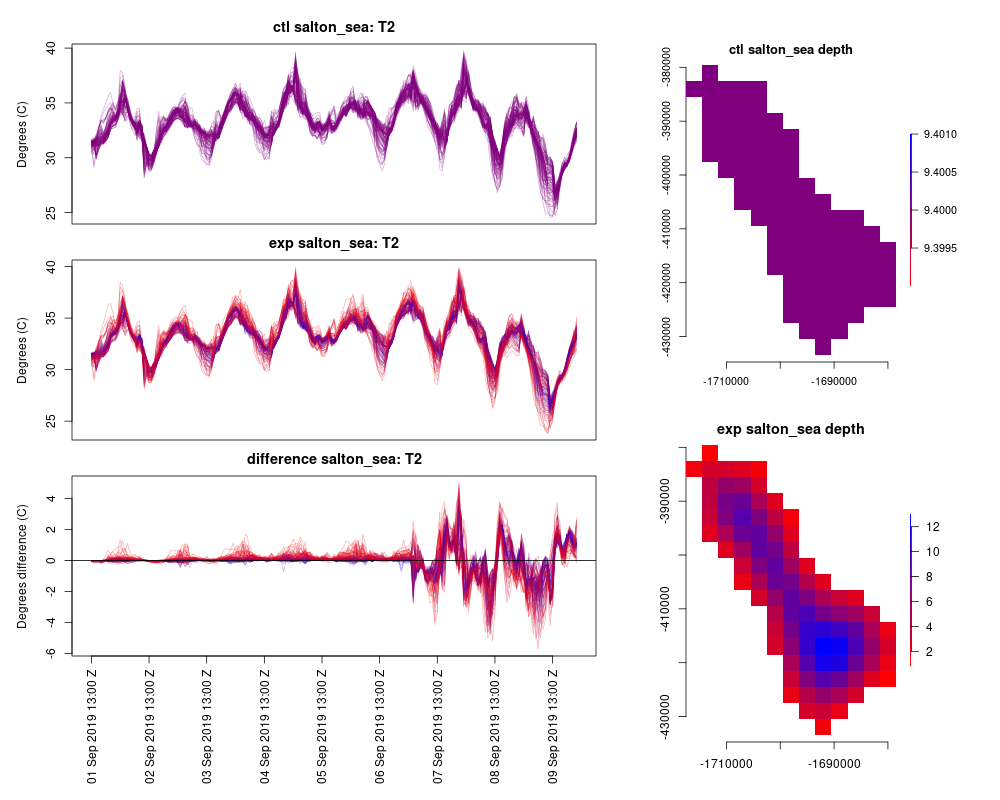 ctl salton_sea: T2
Degrees (C)
40
35
30
25
exp salton_sea: T2
Degrees (C)
40
35
30
25
difference salton_sea: T2
Degrees difference (C)
4
2
0
-2
-4
-6
01 Sep 2019 13:00 Z
02 Sep 2019 13:00 Z
03 Sep 2019 13:00 Z
04 Sep 2019 13:00 Z
05 Sep 2019 13:00 Z
06 Sep 2019 13:00 Z
07 Sep 2019 13:00 Z
08 Sep 2019 13:00 Z
09 Sep 2019 13:00 Z
ctl salton_sea depth
-380000
-390000
-400000
-410000
-420000
-430000
-1710000
-1690000
9.4010
9.4005
9.4000
9.3995
exp salton_sea depth
-390000
-410000
-430000
-1710000
-1690000
12
10
8
6
4
2